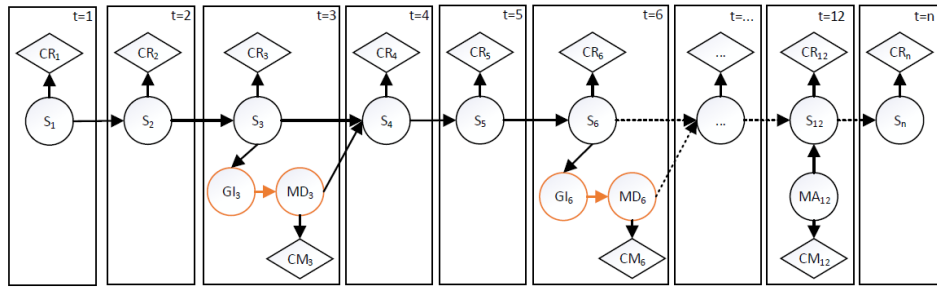 t=1 t=2 t=3 t=4 t=5 t=6 t=... t=12 t=n
CR₁ CR₂ CR₃ CR₄ CR₅ CR₆ ... CR₁₂ CRₙ
S₁ S₂ S₃ S₄ S₅ S₆ ... S₁₂ Sₙ
GI₃ MD₃ GI₆ MD₆ MA₁₂
CM₃ CM₆ CM₁₂